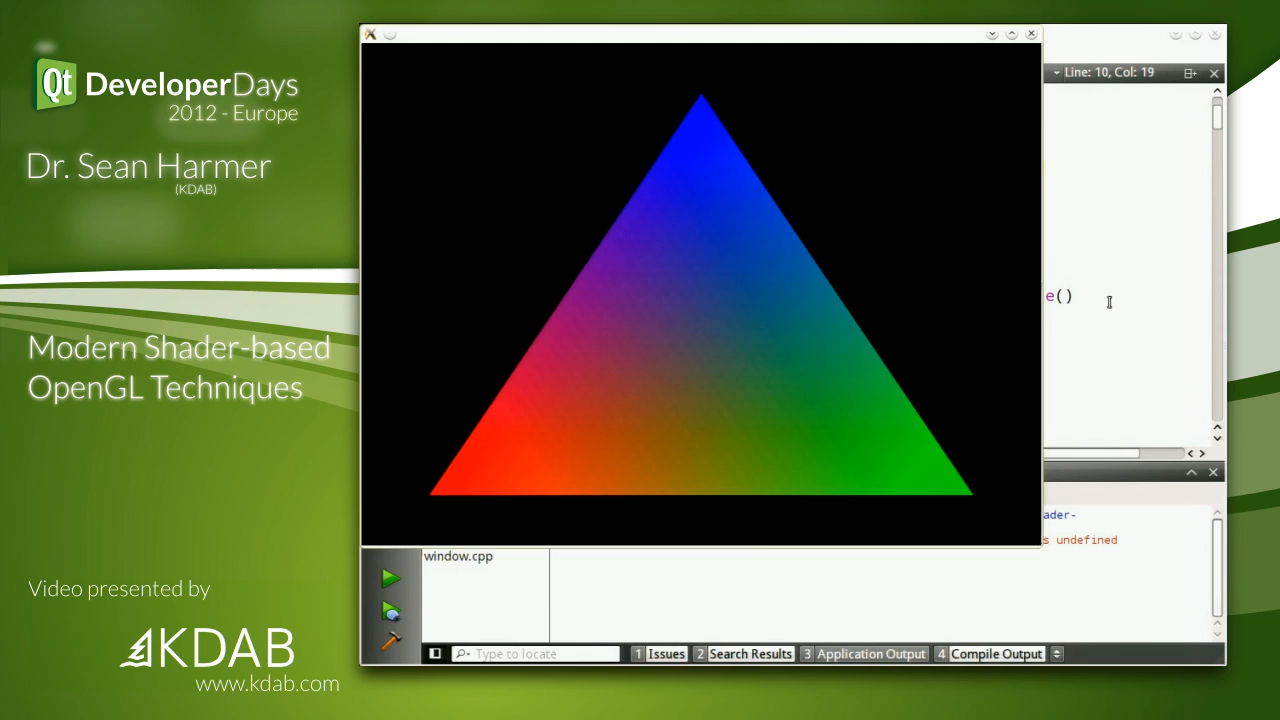 Qt DeveloperDays
2012 - Europe
Dr. Sean Harmer
(KDAB)
Modern Shader-based
OpenGL Techniques
Video presented by
KDAB
www.kdab.com
Line: 10, Col: 19
e()
ader-
s undefined
window.cpp
Type to locate
1 Issues
2 Search Results
3 Application Output
4 Compile Output